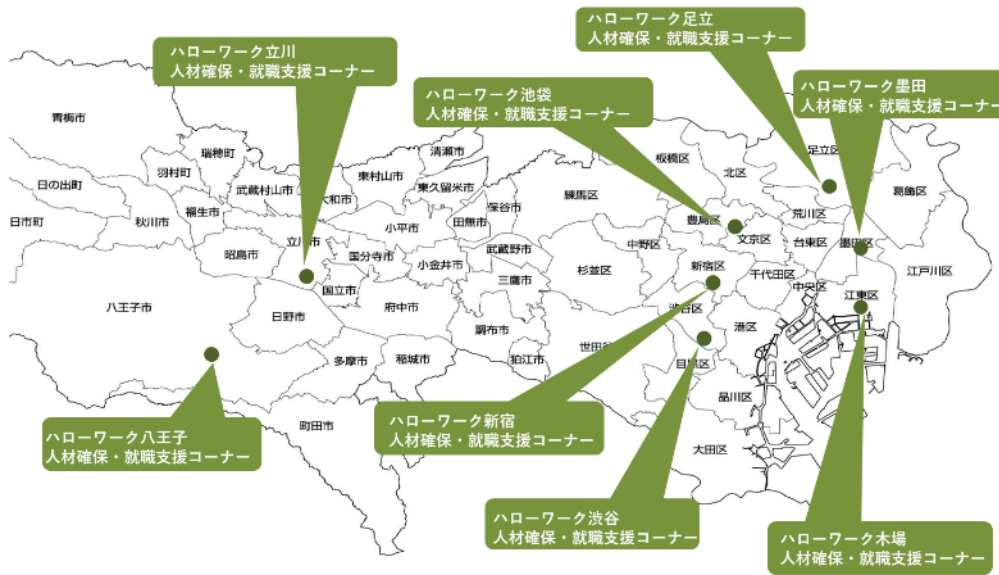 ハローワーク足立
人材確保・就職支援コーナー
ハローワーク立川
人材確保・就職支援コーナー
ハローワーク池袋
人材確保・就職支援コーナー
ハローワーク墨田
人材確保・就職支援コーナー
青梅市
瑞穂町
羽村町
日の出町
武蔵村山市
大和市
東村山市
清瀬市
東久留米市
保谷市
田無市
練馬区
板橋区
北区
足立区
葛飾区
日市町
秋川市
福生市
昭島市
立川市
小平市
国分寺市
小金井市
武蔵野市
三鷹市
杉並区
中野区
豊島区
文京区
荒川区
台東区
墨田区
江戸川区
新宿区
千代田区
中央区
江東区
八王子市
日野市
国立市
府中市
調布市
狛江市
世田谷
渋谷区
港区
目黒区
品川区
大田区
多摩市
稲城市
町田市
ハローワーク八王子
人材確保・就職支援コーナー
ハローワーク新宿
人材確保・就職支援コーナー
ハローワーク渋谷
人材確保・就職支援コーナー
ハローワーク木場
人材確保・就職支援コーナー